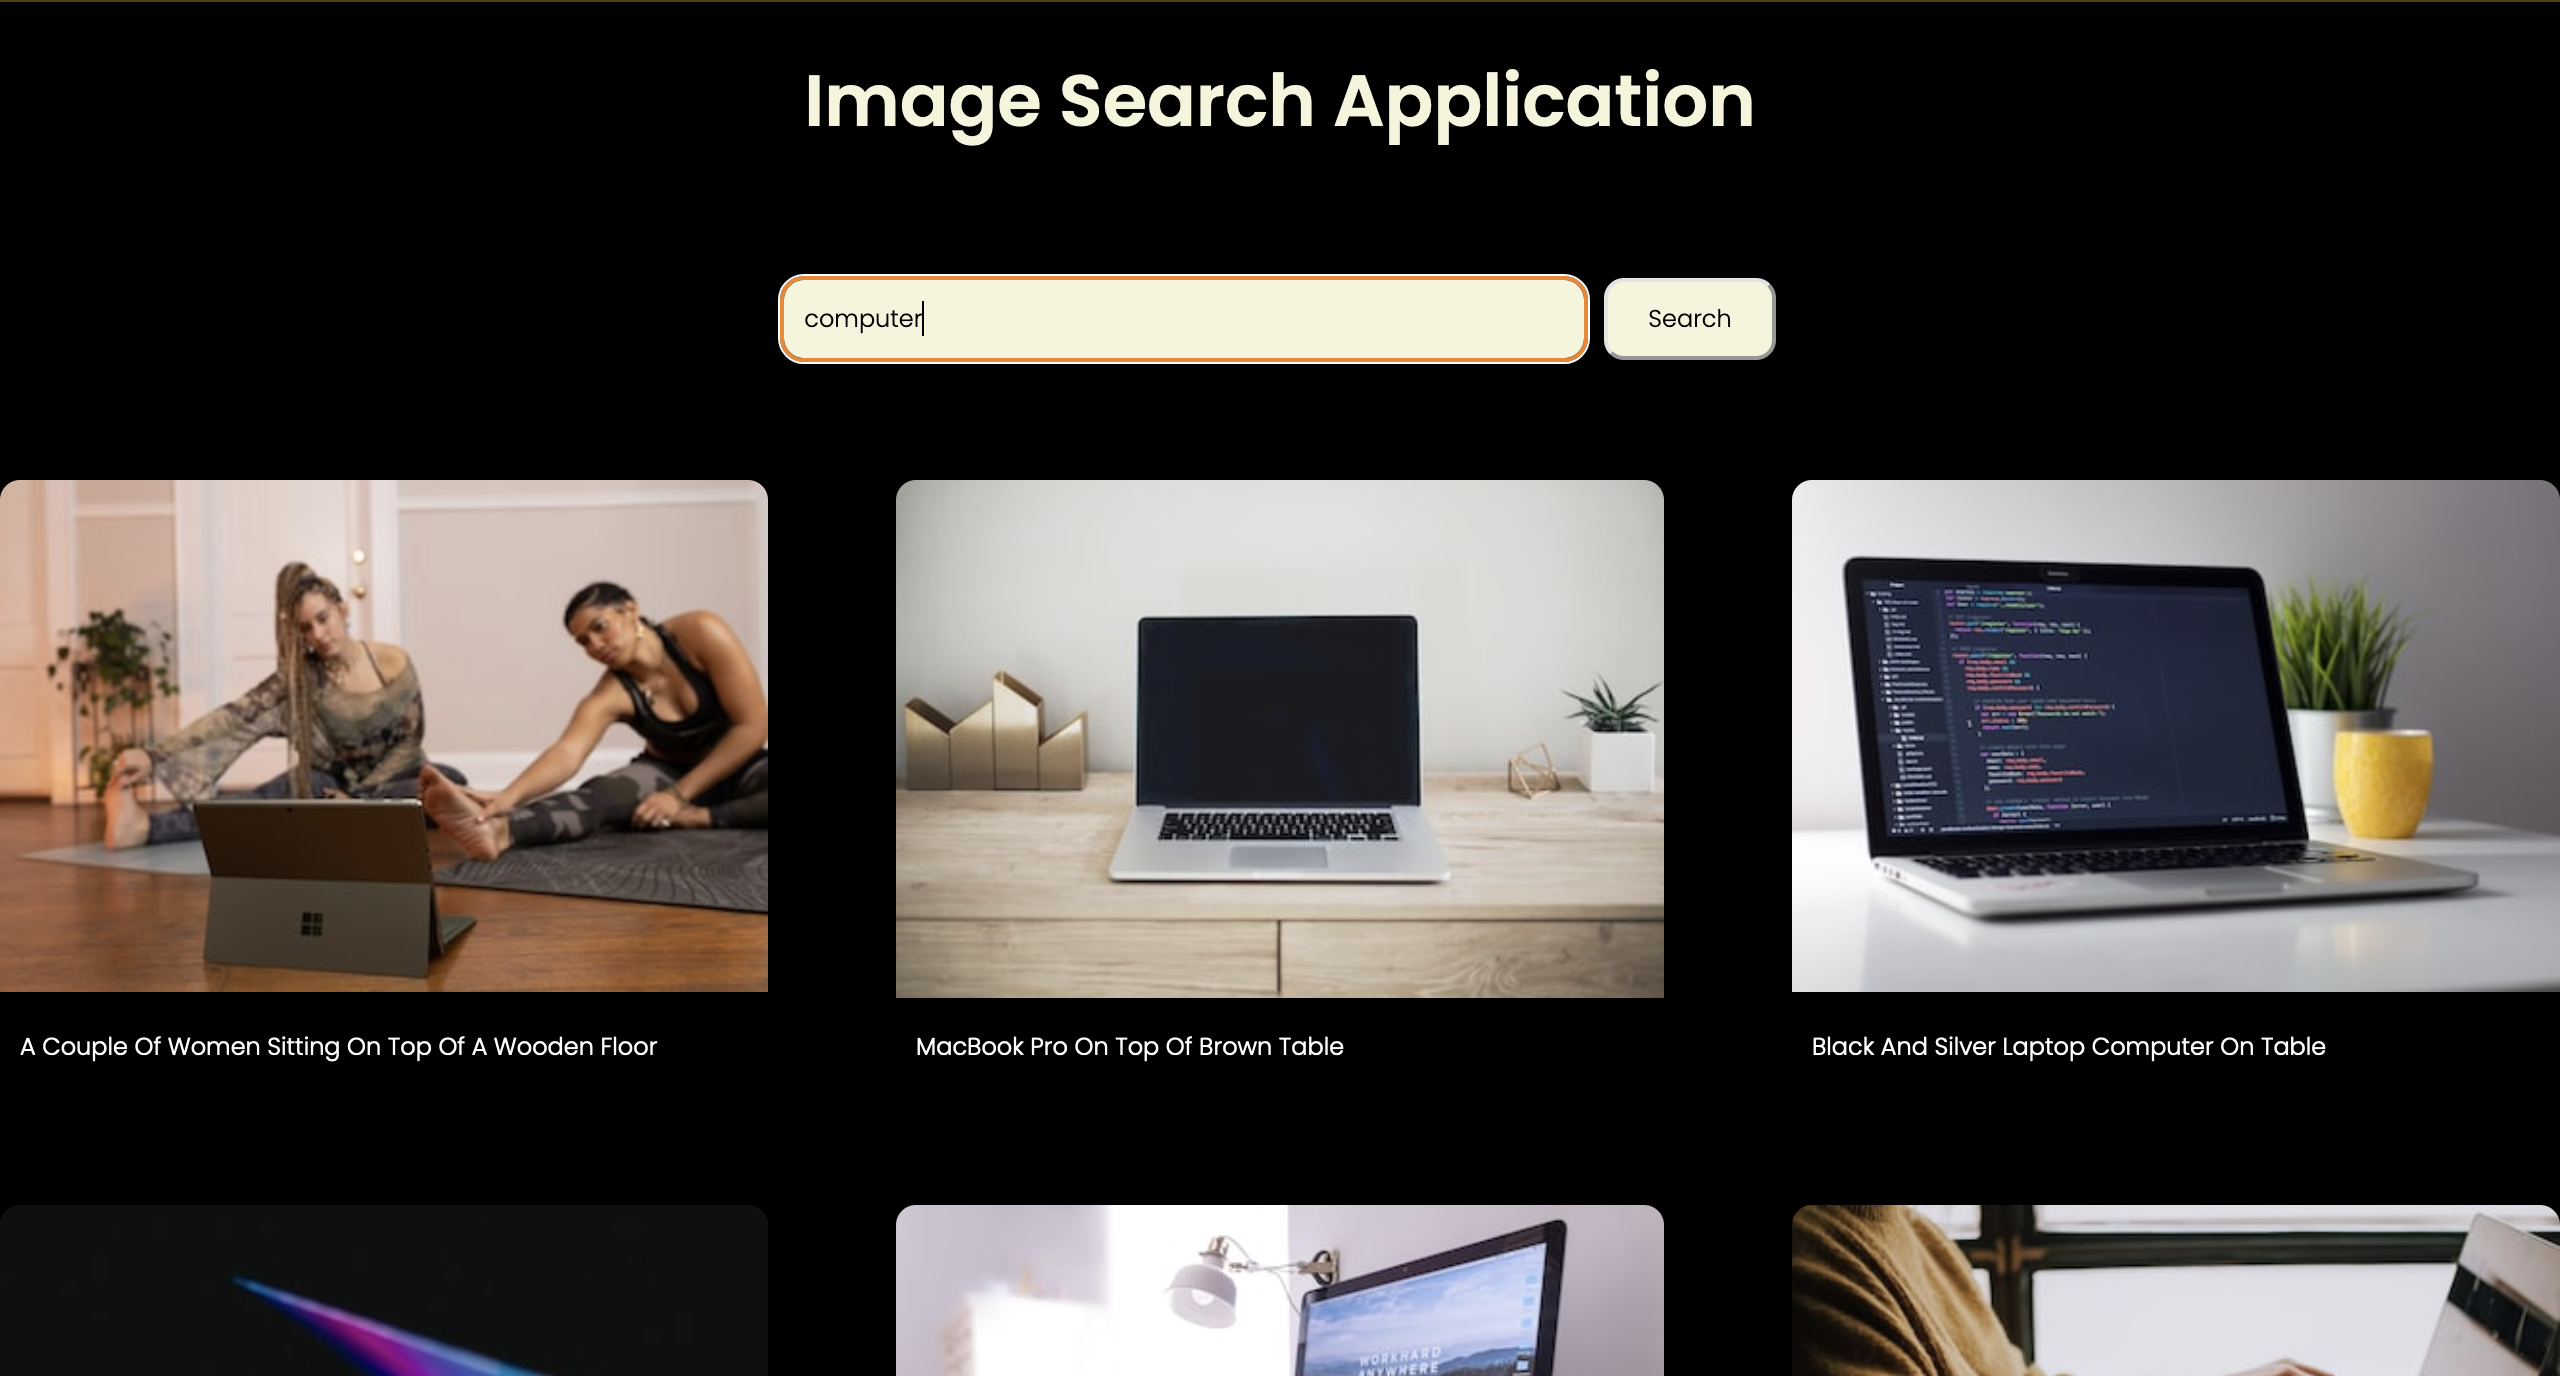 Image Search Application
computer
Search
A Couple Of Women Sitting On Top Of A Wooden Floor
MacBook Pro On Top Of Brown Table
Black And Silver Laptop Computer On Table
WORKHARD
ANYWHERE